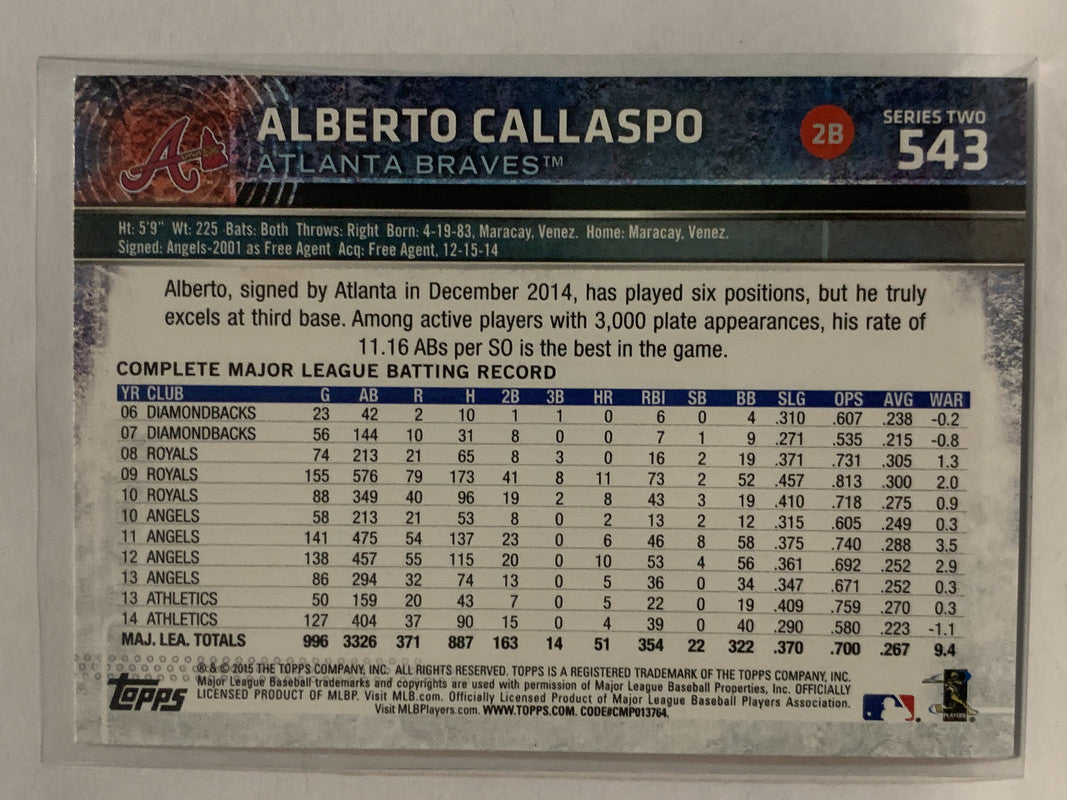 ALBERTO CALLASPO
ATLANTA BRAVES™
2B
SERIES TWO
543
Ht: 5'9" Wt: 225 Bats: Both Throws: Right Born: 4-19-83, Maracay, Venez. Home: Maracay, Venez.
Signed: Angels-2001 as Free Agent Acq: Free Agent, 12-15-14
Alberto, signed by Atlanta in December 2014, has played six positions, but he truly
excels at third base. Among active players with 3,000 plate appearances, his rate of
11.16 ABs per SO is the best in the game.
COMPLETE MAJOR LEAGUE BATTING RECORD
YR CLUB G AB R H 2B 3B HR RBI SB BB SLG OPS AVG WAR
06 DIAMONDBACKS 23 42 2 10 1 1 0 6 0 4 .310 .607 .238 -0.2
07 DIAMONDBACKS 56 144 10 31 8 0 0 7 1 9 .271 .535 .215 -0.8
08 ROYALS 74 213 21 65 8 3 0 16 2 19 .371 .731 .305 1.3
09 ROYALS 155 576 79 173 41 8 11 73 2 52 .457 .813 .300 2.0
10 ROYALS 88 349 40 96 19 2 8 43 3 19 .410 .718 .275 0.9
10 ANGELS 58 213 21 53 8 0 2 13 2 12 .315 .605 .249 0.3
11 ANGELS 141 475 54 137 23 0 6 46 8 58 .375 .740 .288 3.5
12 ANGELS 138 457 55 115 20 0 10 53 4 56 .361 .692 .252 2.9
13 ANGELS 86 294 32 74 13 0 5 36 0 34 .347 .671 .252 0.3
13 ATHLETICS 50 159 20 43 7 0 5 22 0 19 .409 .759 .270 0.3
14 ATHLETICS 127 404 37 90 15 0 4 39 0 40 .290 .580 .223 -1.1
MAJ. LEA. TOTALS 996 3326 371 887 163 14 51 354 22 322 .370 .700 .267 9.4
® & © 2015 THE TOPPS COMPANY, INC. ALL RIGHTS RESERVED. TOPPS IS A REGISTERED TRADEMARK OF THE TOPPS COMPANY, INC.
Major League Baseball trademarks and copyrights are used with permission of Major League Baseball Properties, Inc. OFFICIALLY
LICENSED PRODUCT OF MLBP. Visit MLB.com. Officially Licensed Product of Major League Baseball Players Association.
Visit MLBPlayers.com. WWW.TOPPS.COM. CODE#CMP013764.
topps
PLAYERS